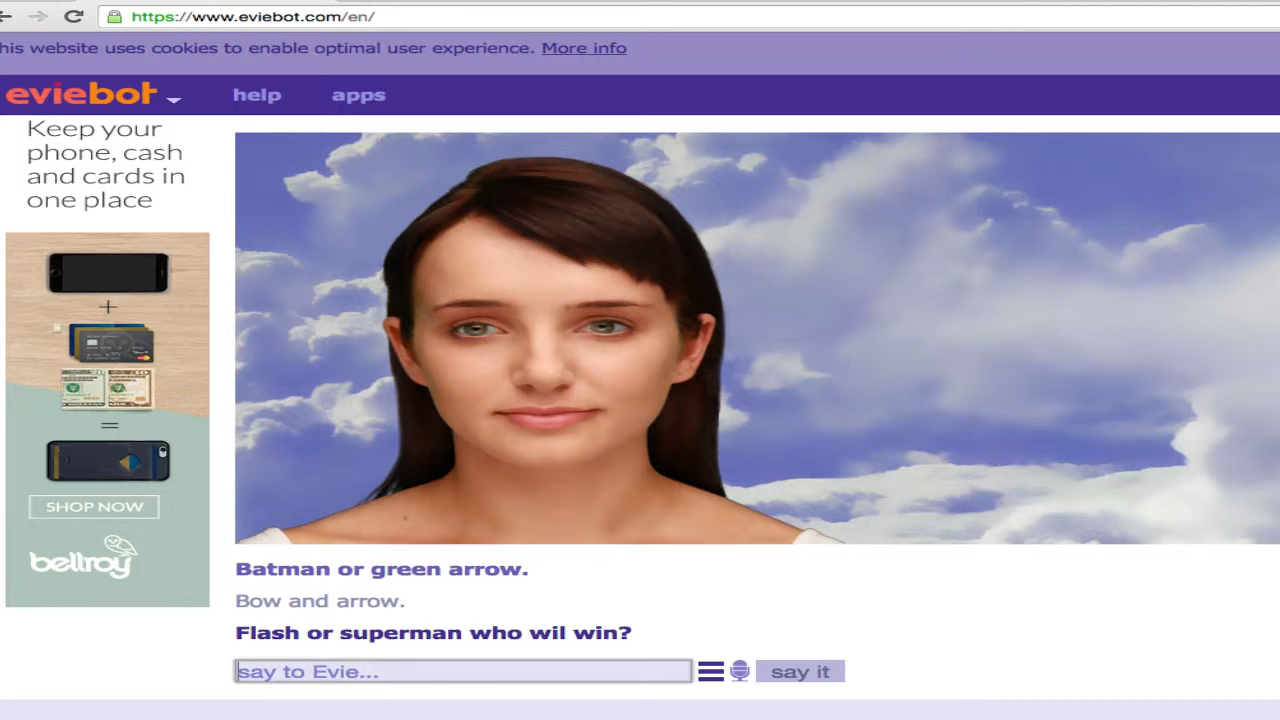 https://www.eviebot.com/en/
his website uses cookies to enable optimal user experience. More info
eviebot help apps
Keep your
phone, cash
and cards in
one place
+
=
SHOP NOW
bellroy
Batman or green arrow.
Bow and arrow.
Flash or superman who wil win?
say to Evie... say it